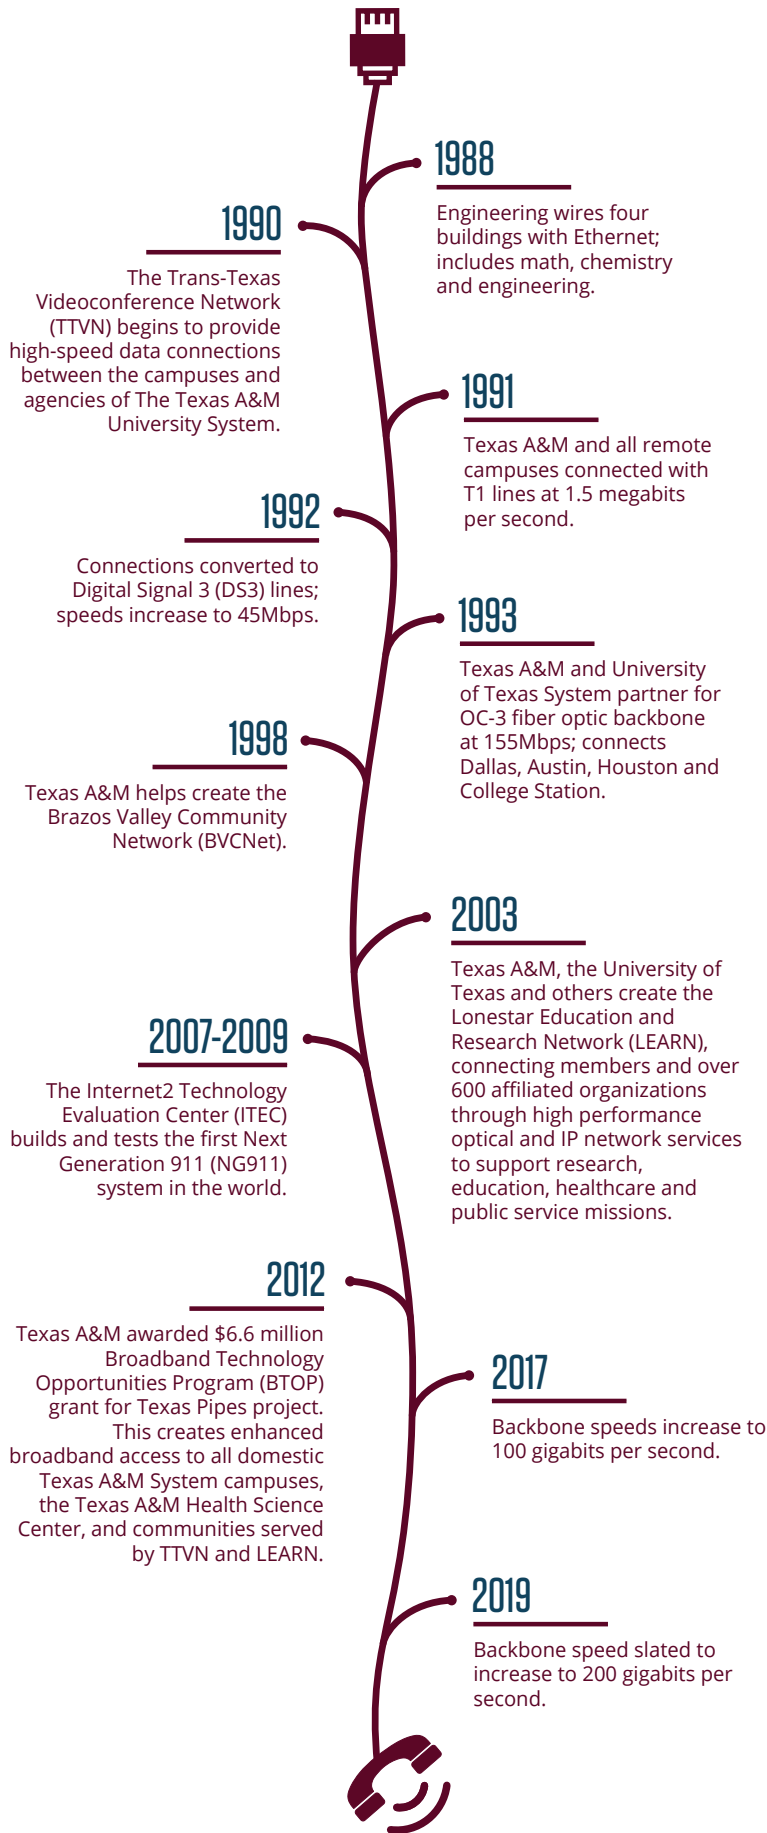 1988
Engineering wires four
buildings with Ethernet;
includes math, chemistry
and engineering.
1990
The Trans-Texas
Videoconference Network
(TTVN) begins to provide
high-speed data connections
between the campuses and
agencies of The Texas A&M
University System.
1991
Texas A&M and all remote
campuses connected with
T1 lines at 1.5 megabits
per second.
1992
Connections converted to
Digital Signal 3 (DS3) lines;
speeds increase to 45Mbps.
1993
Texas A&M and University
of Texas System partner for
OC-3 fiber optic backbone
at 155Mbps; connects
Dallas, Austin, Houston and
College Station.
1998
Texas A&M helps create the
Brazos Valley Community
Network (BVCNet).
2003
Texas A&M, the University of
Texas and others create the
Lonestar Education and
Research Network (LEARN),
connecting members and over
600 affiliated organizations
through high performance
optical and IP network services
to support research,
education, healthcare and
public service missions.
2007-2009
The Internet2 Technology
Evaluation Center (ITEC)
builds and tests the first Next
Generation 911 (NG911)
system in the world.
2012
Texas A&M awarded $6.6 million
Broadband Technology
Opportunities Program (BTOP)
grant for Texas Pipes project.
This creates enhanced
broadband access to all domestic
Texas A&M System campuses,
the Texas A&M Health Science
Center, and communities served
by TTVN and LEARN.
2017
Backbone speeds increase to
100 gigabits per second.
2019
Backbone speed slated to
increase to 200 gigabits per
second.